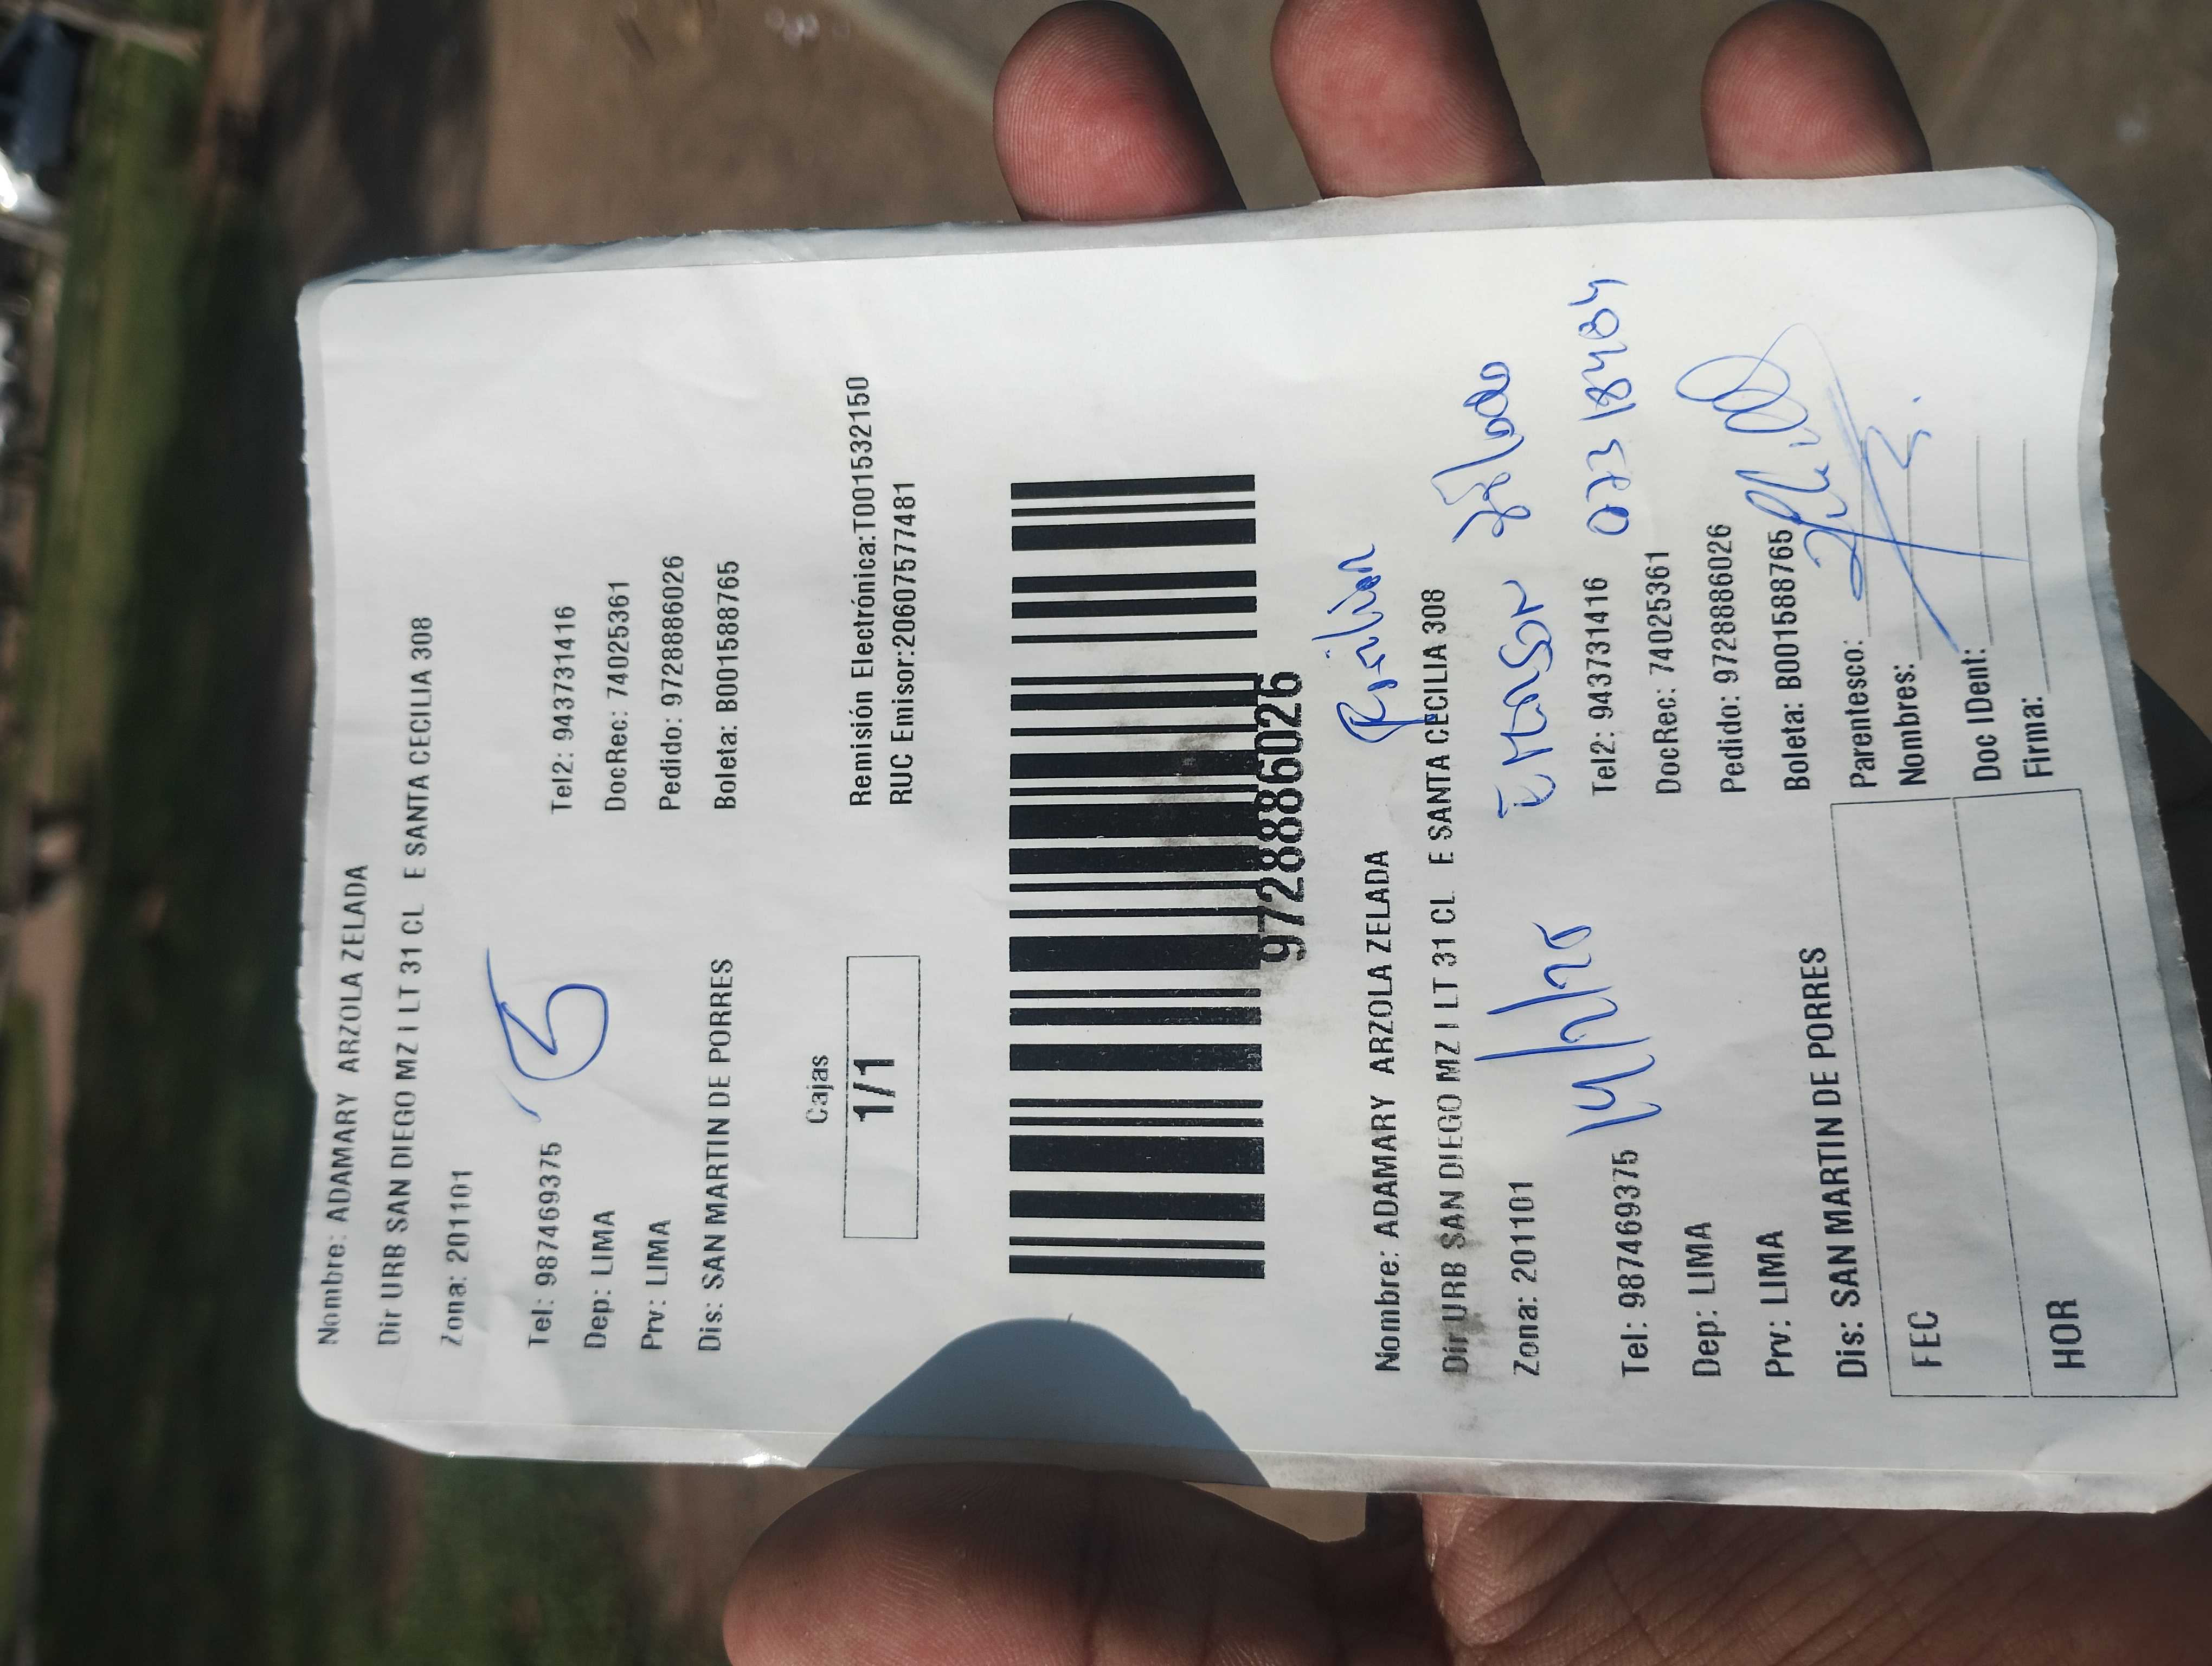 Nombre: ADAMARY ARZOLA ZELADA
Dir URB SAN DIEGO MZ I LT 31 CL E SANTA CECILIA 308
Zona: 201101
Tel: 987469375 Tel2: 943731416
Dep: LIMA DocRec: 74025361
Prv: LIMA Pedido: 9728886026
Dis: SAN MARTIN DE PORRES Boleta: B001588765
Cajas
1/1
Remisión Electrónica:T001532150
RUC Emisor:20607577481
9728886026
Nombre: ADAMARY ARZOLA ZELADA
Dir URB SAN DIEGO MZ I LT 31 CL E SANTA CECILIA 308
Zona: 201101
Tel: 987469375 Tel2: 943731416
Dep: LIMA DocRec: 74025361
Prv: LIMA Pedido: 9728886026
Dis: SAN MARTIN DE PORRES Boleta: B001588765
FEC
HOR
Parentesco:
Nombres:
Doc IDent:
Firma: